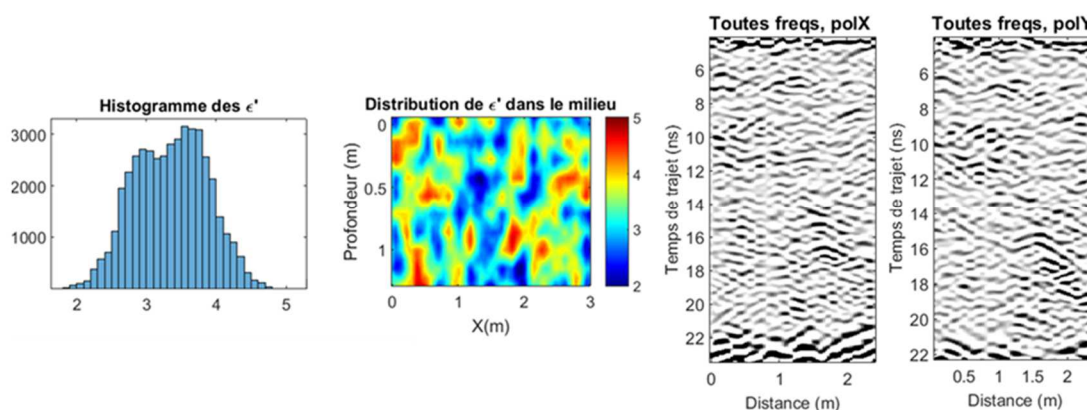 Histogramme des ϵ'
3000
2000
1000
2 3 4 5
Distribution de ϵ' dans le milieu
Profondeur (m)
0
0.5
1
0 1 2 3
X(m)
5
4
3
2
Toutes freqs, polX
Temps de trajet (ns)
6
8
10
12
14
16
18
20
22
0 1 2
Distance (m)
Toutes freqs, polY
Temps de trajet (ns)
6
8
10
12
14
16
18
20
22
0.5 1 1.5 2
Distance (m)